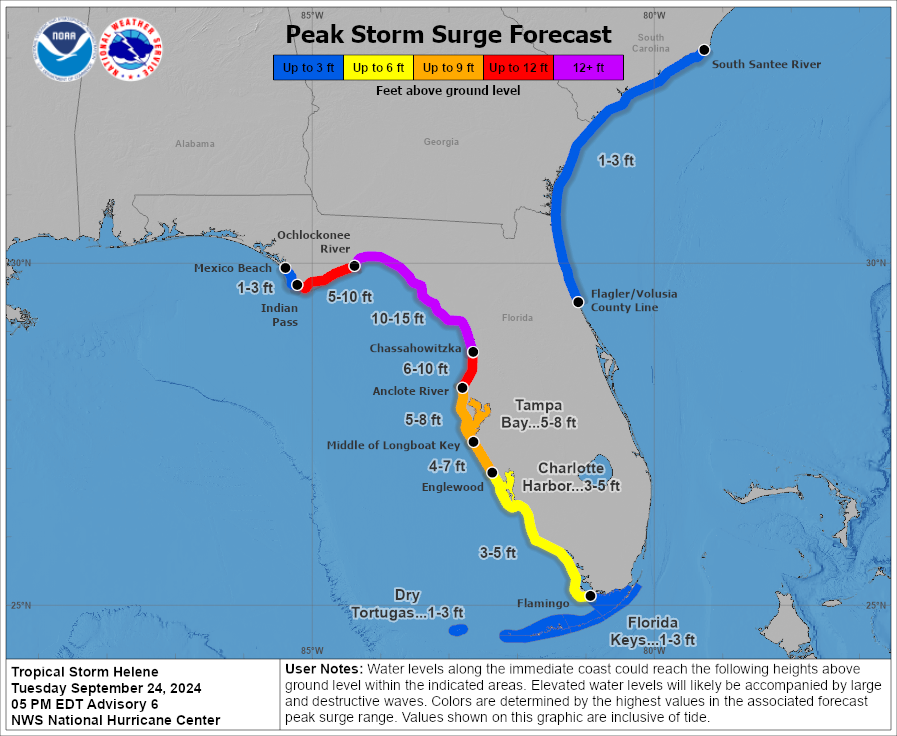 85°W
80°W
NOAA
NATIONAL WEATHER SERVICE
Peak Storm Surge Forecast
Up to 3 ft
Up to 6 ft
Up to 9 ft
Up to 12 ft
12+ ft
Feet above ground level
South
Carolina
South Santee River
Alabama
Georgia
1-3 ft
Ochlockonee
River
30°N
30°N
Mexico Beach
1-3 ft
Indian
Pass
5-10 ft
10-15 ft
Florida
Flagler/Volusia
County Line
Chassahowitzka
6-10 ft
Anclote River
5-8 ft
Tampa
Bay...5-8 ft
Middle of Longboat Key
4-7 ft
Englewood
Charlotte
Harbor...3-5 ft
3-5 ft
Flamingo
25°N
25°N
Dry
Tortugas...1-3 ft
Florida
Keys...1-3 ft
85°W
80°W
Tropical Storm Helene
Tuesday September 24, 2024
05 PM EDT Advisory 6
NWS National Hurricane Center
User Notes: Water levels along the immediate coast could reach the following heights above
ground level within the indicated areas. Elevated water levels will likely be accompanied by large
and destructive waves. Colors are determined by the highest values in the associated forecast
peak surge range. Values shown on this graphic are inclusive of tide.